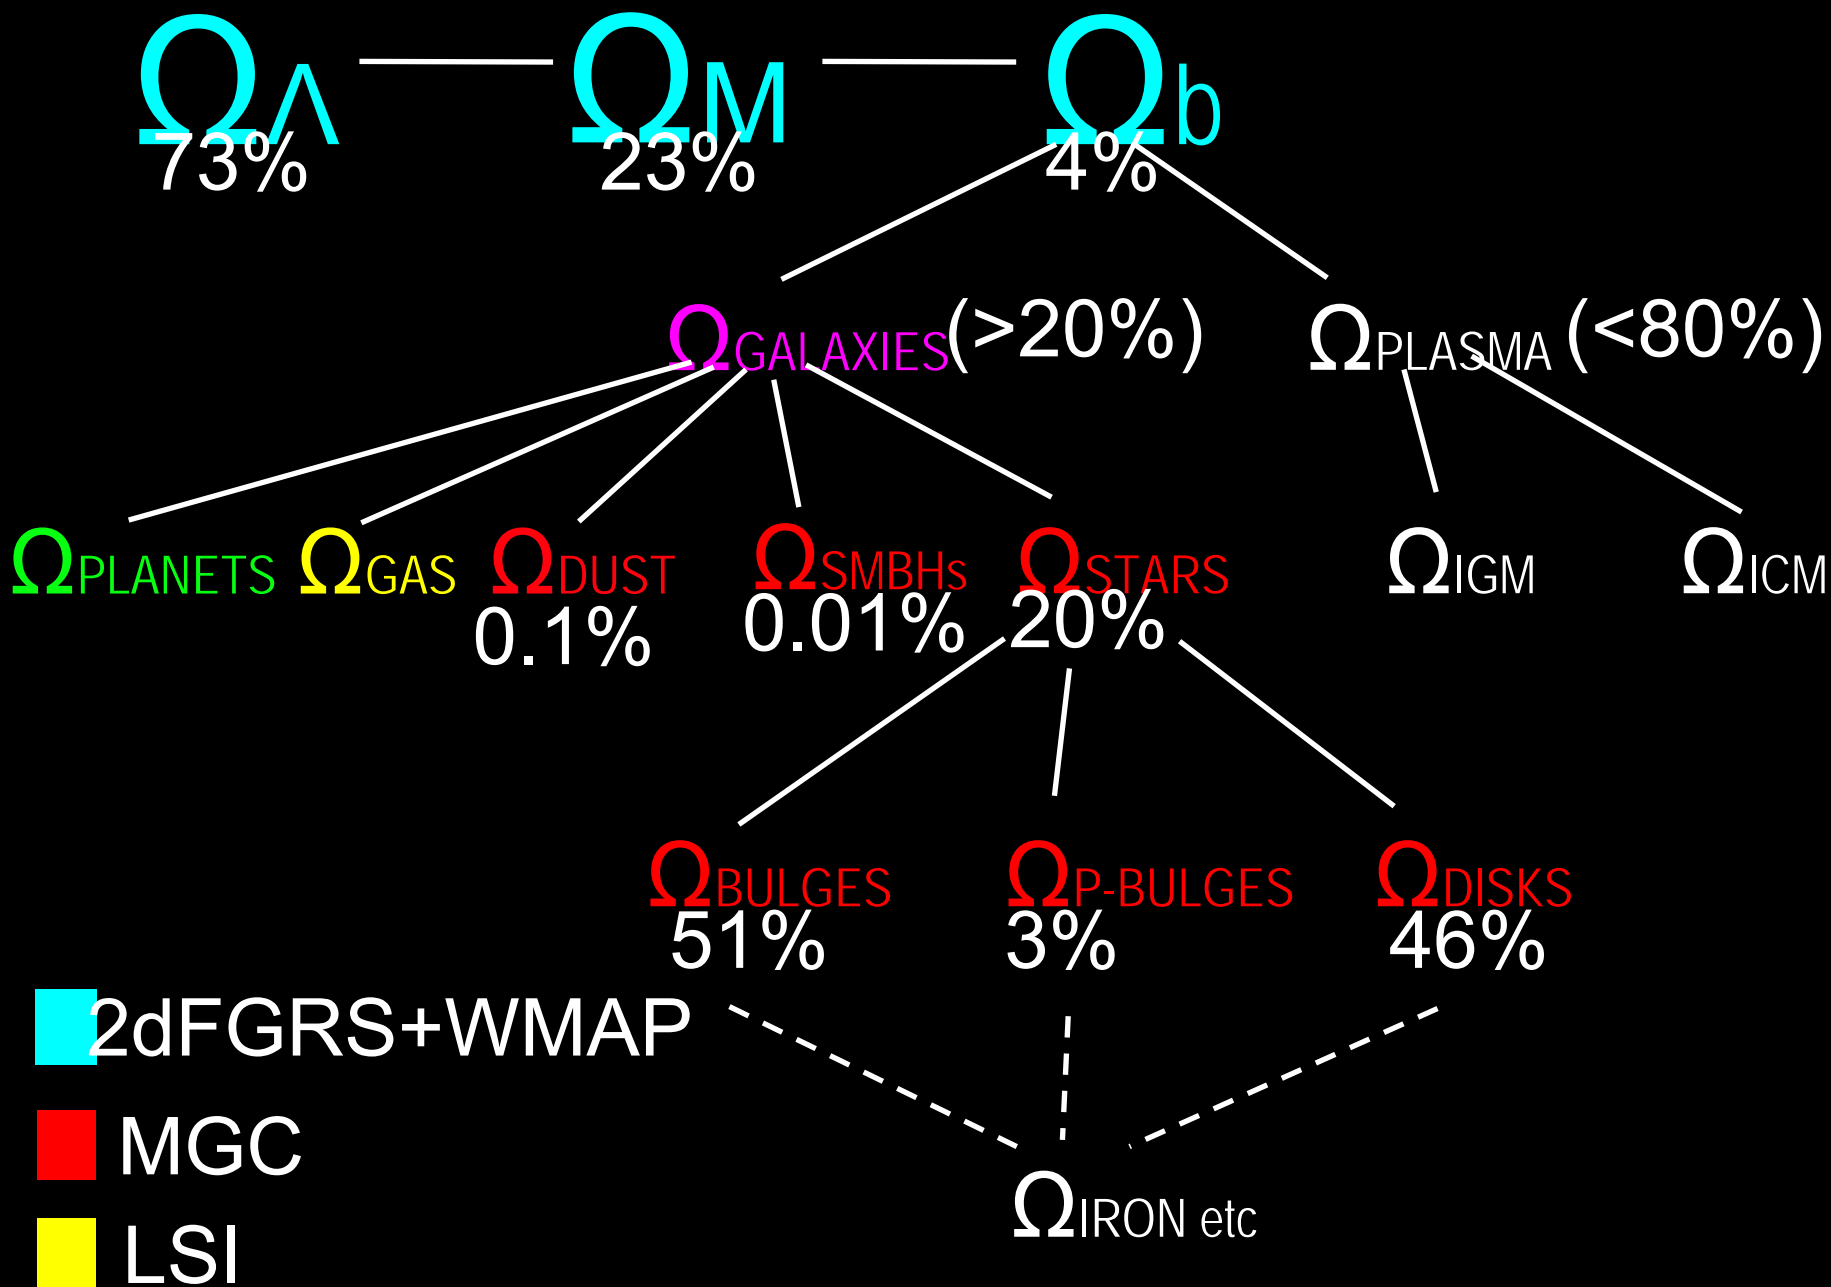 ΩΛ ΩM Ωb
73% 23% 4%
ΩGALAXIES (>20%) ΩPLASMA (<80%)
ΩPLANETS ΩGAS ΩDUST ΩSMBHs ΩSTARS ΩIGM ΩICM
0.1% 0.01% 20%
ΩBULGES ΩP-BULGES ΩDISKS
51% 3% 46%
2dFGRS+WMAP
MGC
ΩIRON etc
LSI